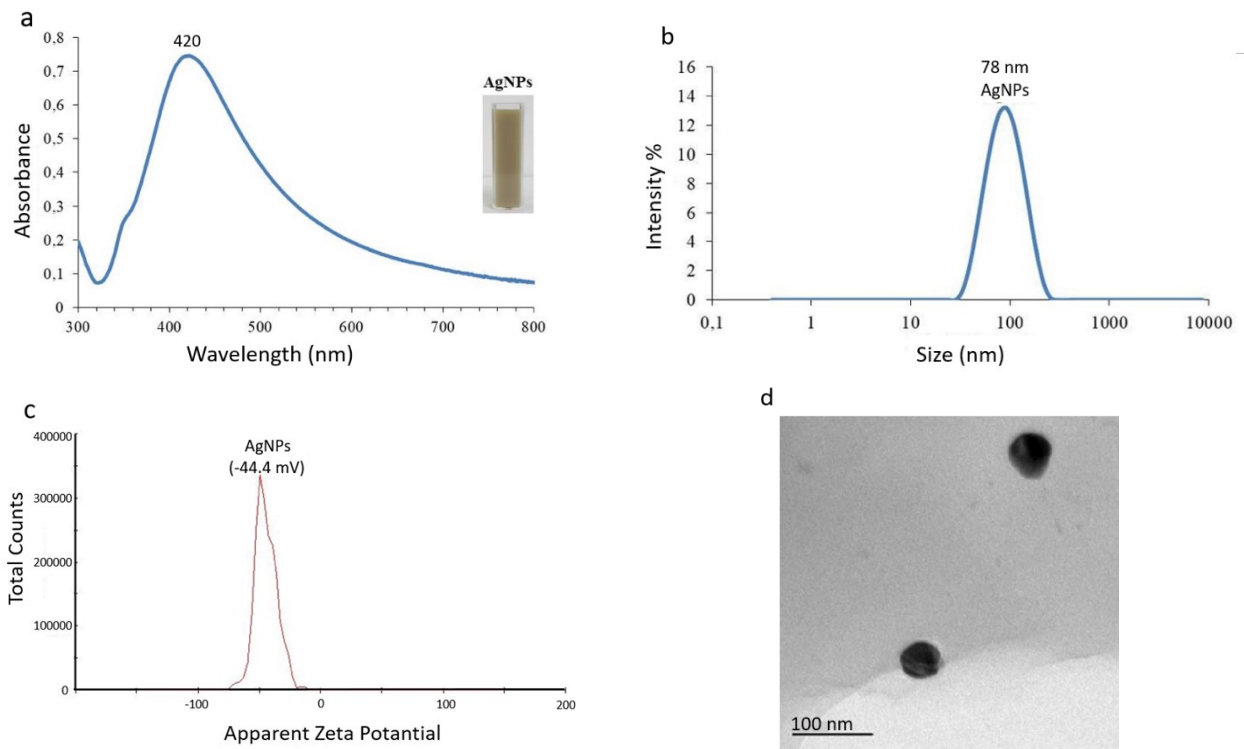 a
420
0,8
0,7
0,6
0,5
0,4
0,3
0,2
0,1
0
Absorbance
AgNPs
300 400 500 600 700 800
Wavelength (nm)
b
78 nm
AgNPs
16
14
12
10
8
6
4
2
0
Intensity %
0,1 1 10 100 1000 10000
Size (nm)
c
AgNPs
(-44.4 mV)
400000
300000
200000
100000
0
Total Counts
-100 0 100 200
Apparent Zeta Potential
d
100 nm